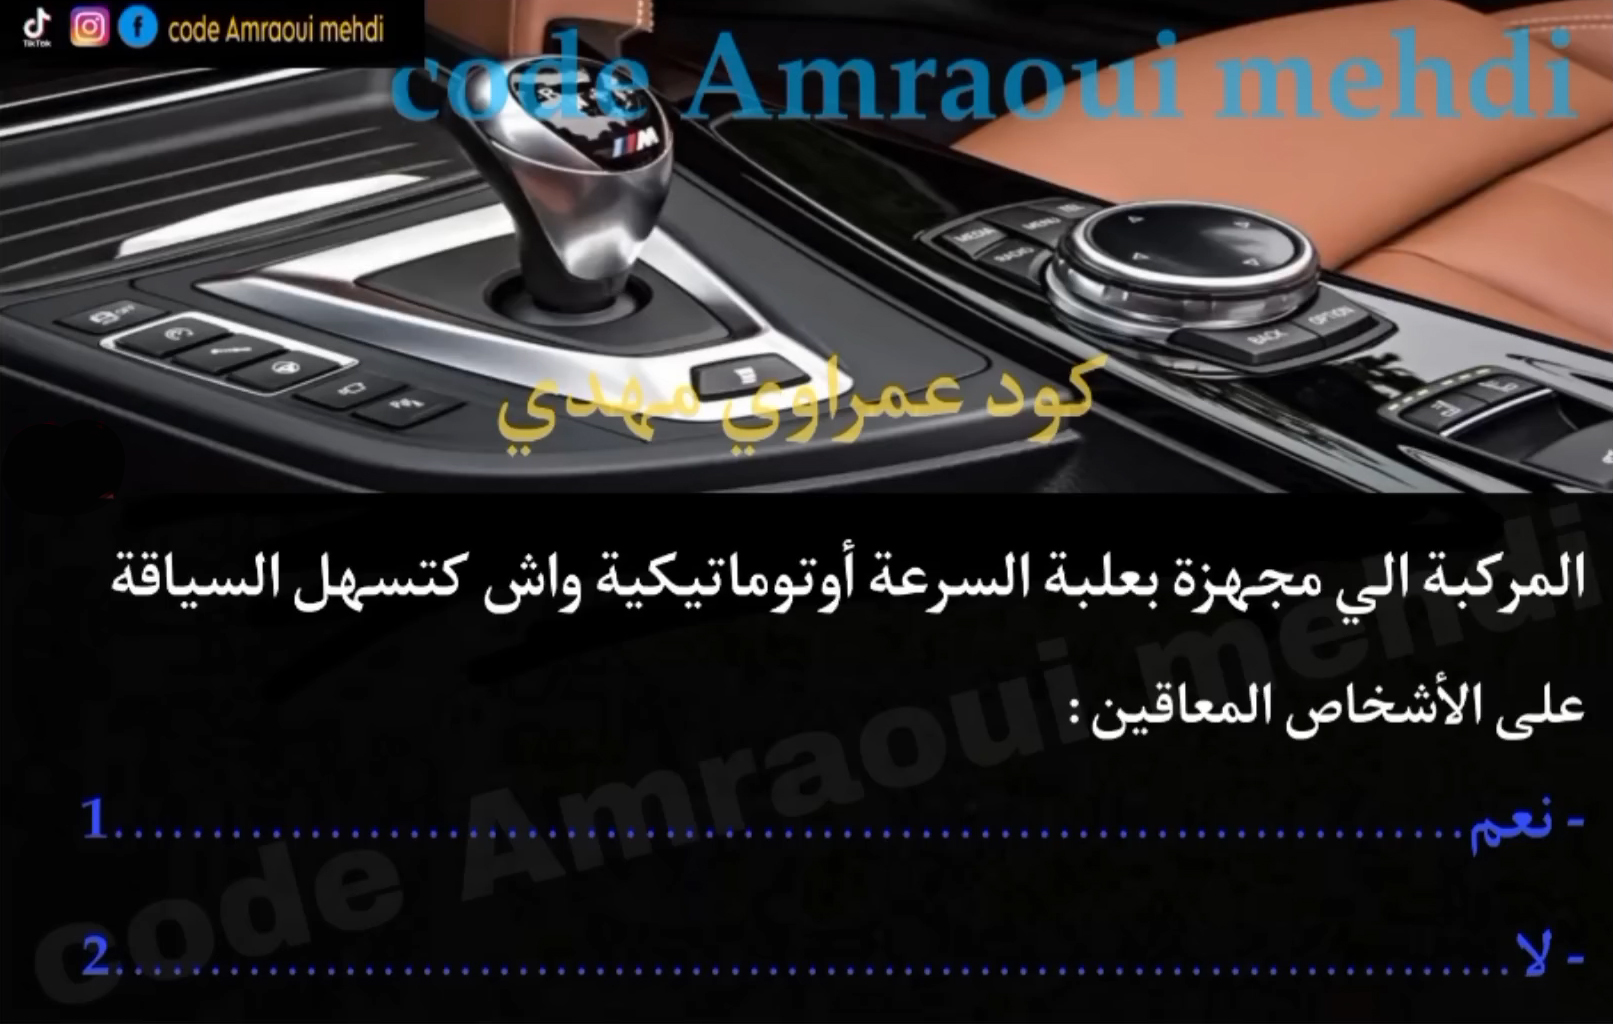 TikTok
code Amraoui mehdi
code Amraoui mehdi
M
MEDIA
MENU
RADIO
OFF
BACK
OPTION
كود عمراوي مهدي
المركبة الي مجهزة بعلبة السرعة أوتوماتيكية واش كتسهل السياقة
على الأشخاص المعاقين :
- نعم......................................................................1
- لا........................................................................2
code Amraoui mehdi